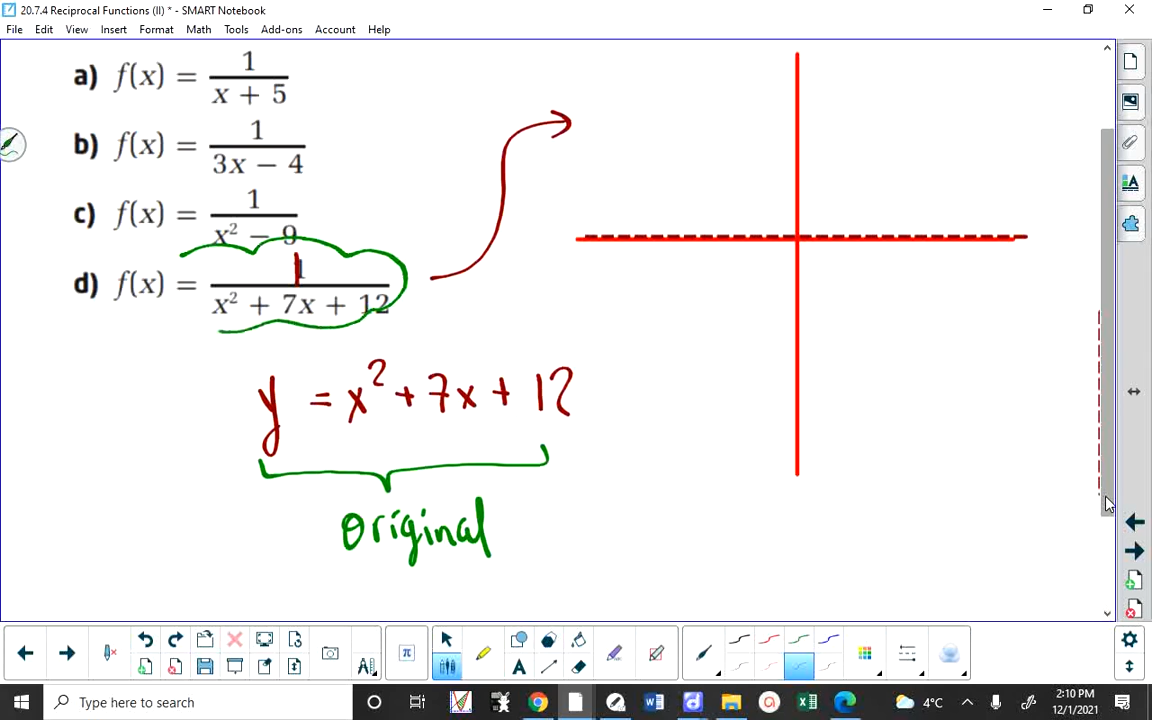 20.7.4 Reciprocal Functions (II) * - SMART Notebook
File Edit View Insert Format Math Tools Add-ons Account Help
a) f(x) = 1 / (x + 5)
b) f(x) = 1 / (3x − 4)
c) f(x) = 1 / (x² − 9)
d) f(x) = 1 / (x² + 7x + 12)
y = x² + 7x + 12
original
π
A
Type here to search
4°C
2:10 PM
12/1/2021